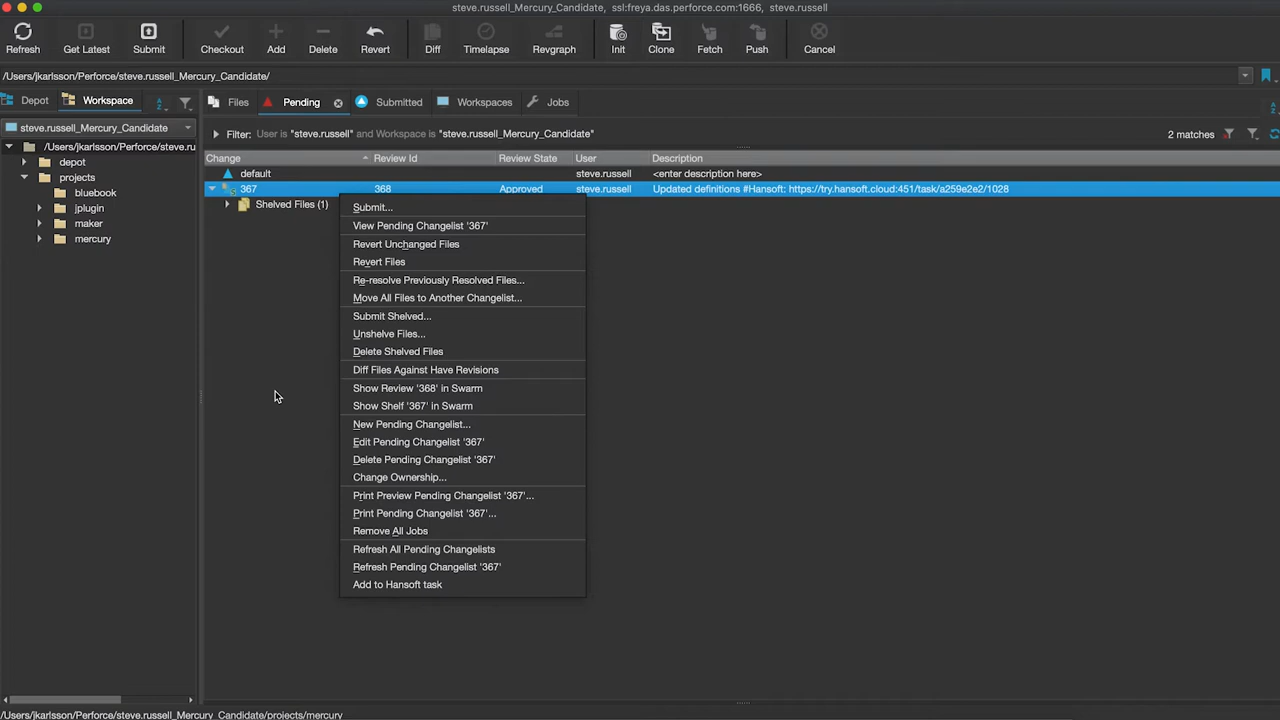 steve.russell_Mercury_Candidate, ssl:freya.das.perforce.com:1666, steve.russell
Refresh Get Latest Submit Checkout Add Delete Revert Diff Timelapse Revgraph Init Clone Fetch Push Cancel
/Users/jkarlsson/Perforce/steve.russell_Mercury_Candidate/
Depot Workspace Files Pending Submitted Workspaces Jobs
steve.russell_Mercury_Candidate
Filter: User is "steve.russell" and Workspace is "steve.russell_Mercury_Candidate" 2 matches
/Users/jkarlsson/Perforce/steve.ru
depot
projects
bluebook
jplugin
maker
mercury
Change Review Id Review State User Description
default steve.russell <enter description here>
367 368 Approved steve.russell Updated definitions #Hansoft: https://try.hansoft.cloud:451/task/a259e2e2/1028
Shelved Files (1)
Submit...
View Pending Changelist '367'
Revert Unchanged Files
Revert Files
Re-resolve Previously Resolved Files...
Move All Files to Another Changelist...
Submit Shelved...
Unshelve Files...
Delete Shelved Files
Diff Files Against Have Revisions
Show Review '368' in Swarm
Show Shelf '367' in Swarm
New Pending Changelist...
Edit Pending Changelist '367'
Delete Pending Changelist '367'
Change Ownership...
Print Preview Pending Changelist '367'...
Print Pending Changelist '367'...
Remove All Jobs
Refresh All Pending Changelists
Refresh Pending Changelist '367'
Add to Hansoft task
/Users/jkarlsson/Perforce/steve.russell_Mercury_Candidate/projects/mercury